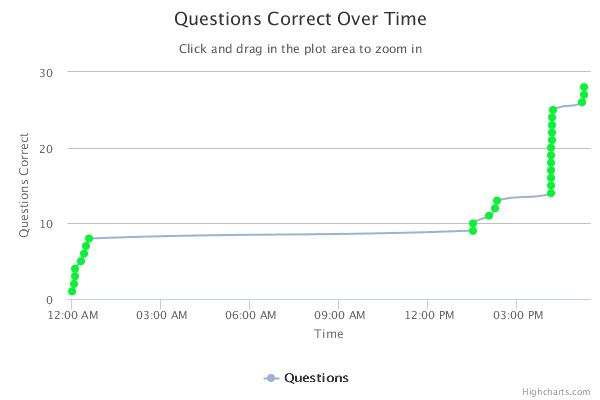 Questions Correct Over Time
Click and drag in the plot area to zoom in
Questions Correct
30
20
10
0
12:00 AM 03:00 AM 06:00 AM 09:00 AM 12:00 PM 03:00 PM
Time
Questions
Highcharts.com